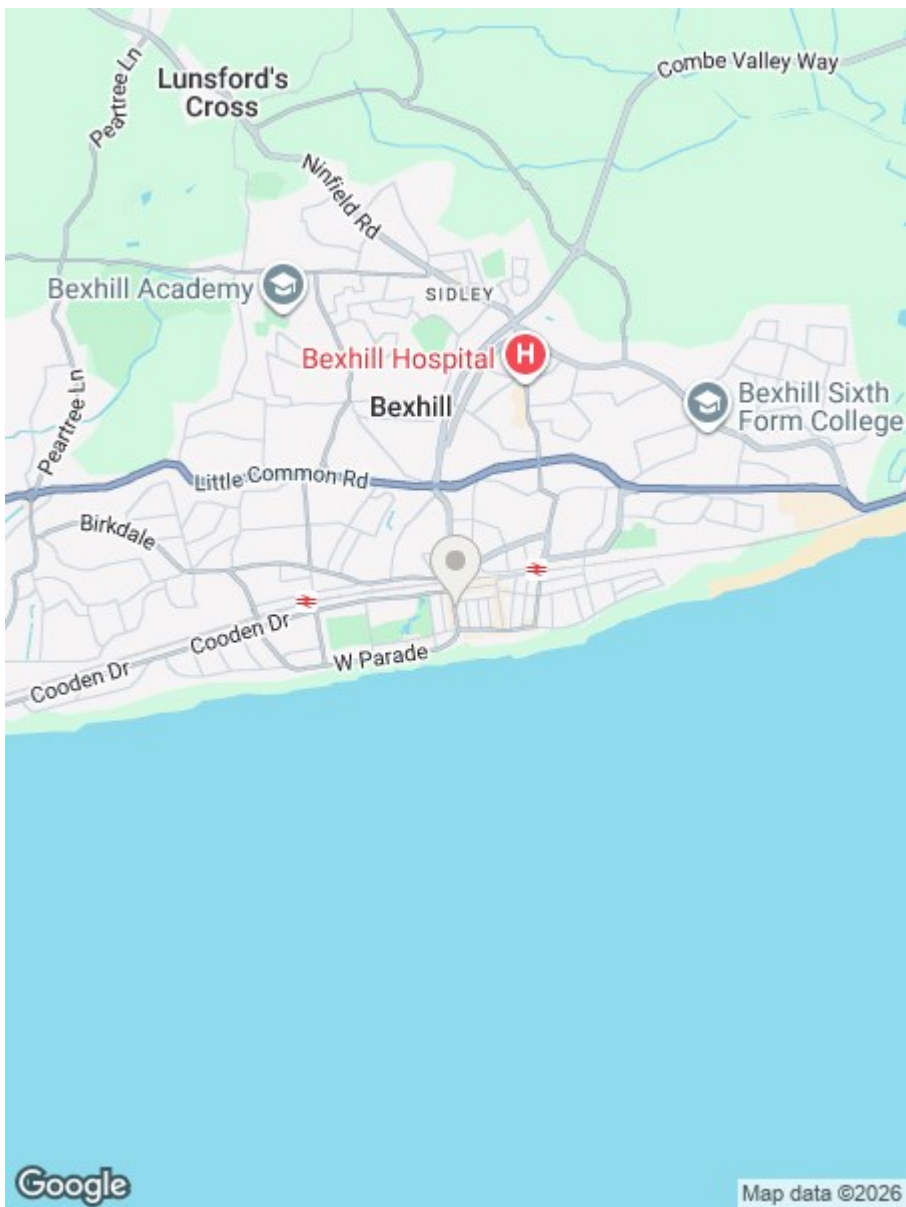 Combe Valley Way
Lunsford's
Cross
Peartree Ln
Ninfield Rd
Bexhill Academy
SIDLEY
Bexhill Hospital
H
Bexhill
Bexhill Sixth
Form College
Peartree Ln
Little Common Rd
Birkdale
Cooden Dr
W Parade
Cooden Dr
Google
Map data ©2026